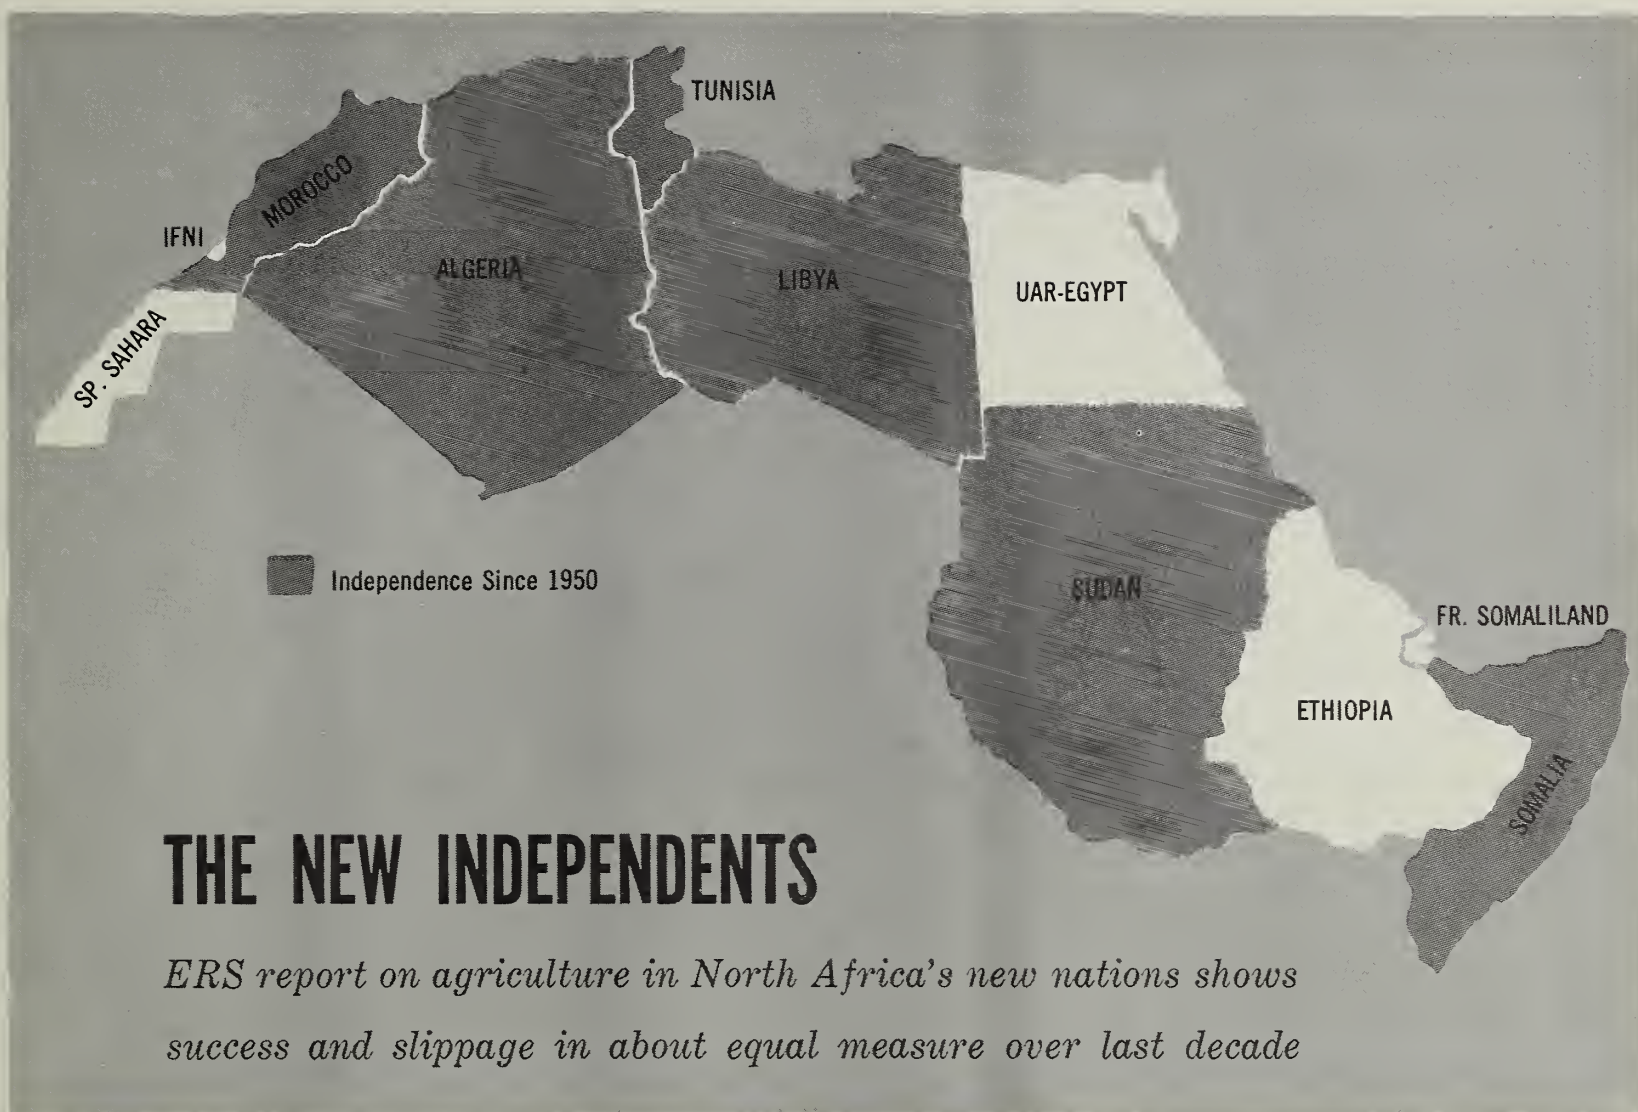 TUNISIA
MOROCCO
IFNI
ALGERIA
LIBYA
UAR-EGYPT
SP. SAHARA
Independence Since 1950
SUDAN
FR. SOMALILAND
ETHIOPIA
SOMALIA
THE NEW INDEPENDENTS
ERS report on agriculture in North Africa's new nations shows
success and slippage in about equal measure over last decade